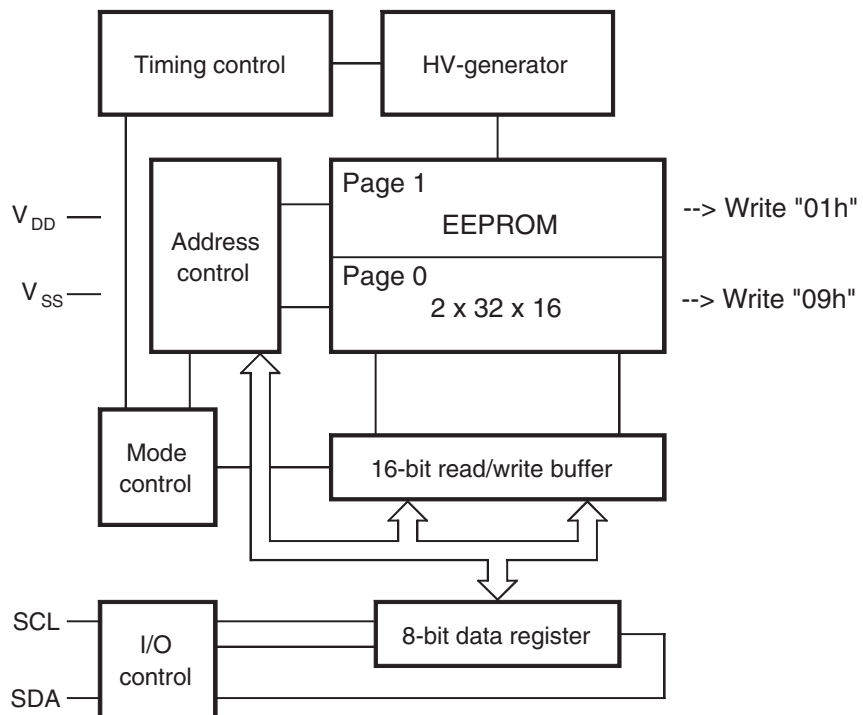 Timing control
HV-generator
Page 1
EEPROM
--> Write "01h"
V DD
Address
control
V SS
Page 0
2 x 32 x 16
--> Write "09h"
Mode
control
16-bit read/write buffer
SCL
I/O
control
8-bit data register
SDA